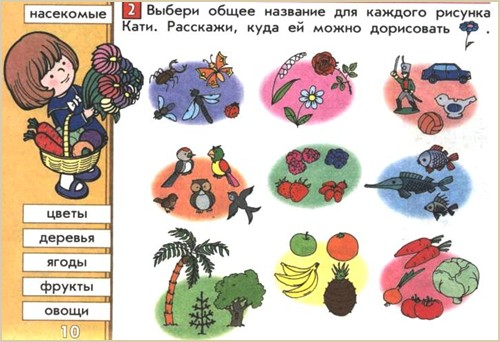 насекомые
2 Выбери общее название для каждого рисунка
Кати. Расскажи, куда ей можно дорисовать .
цветы
деревья
ягоды
фрукты
овощи
10